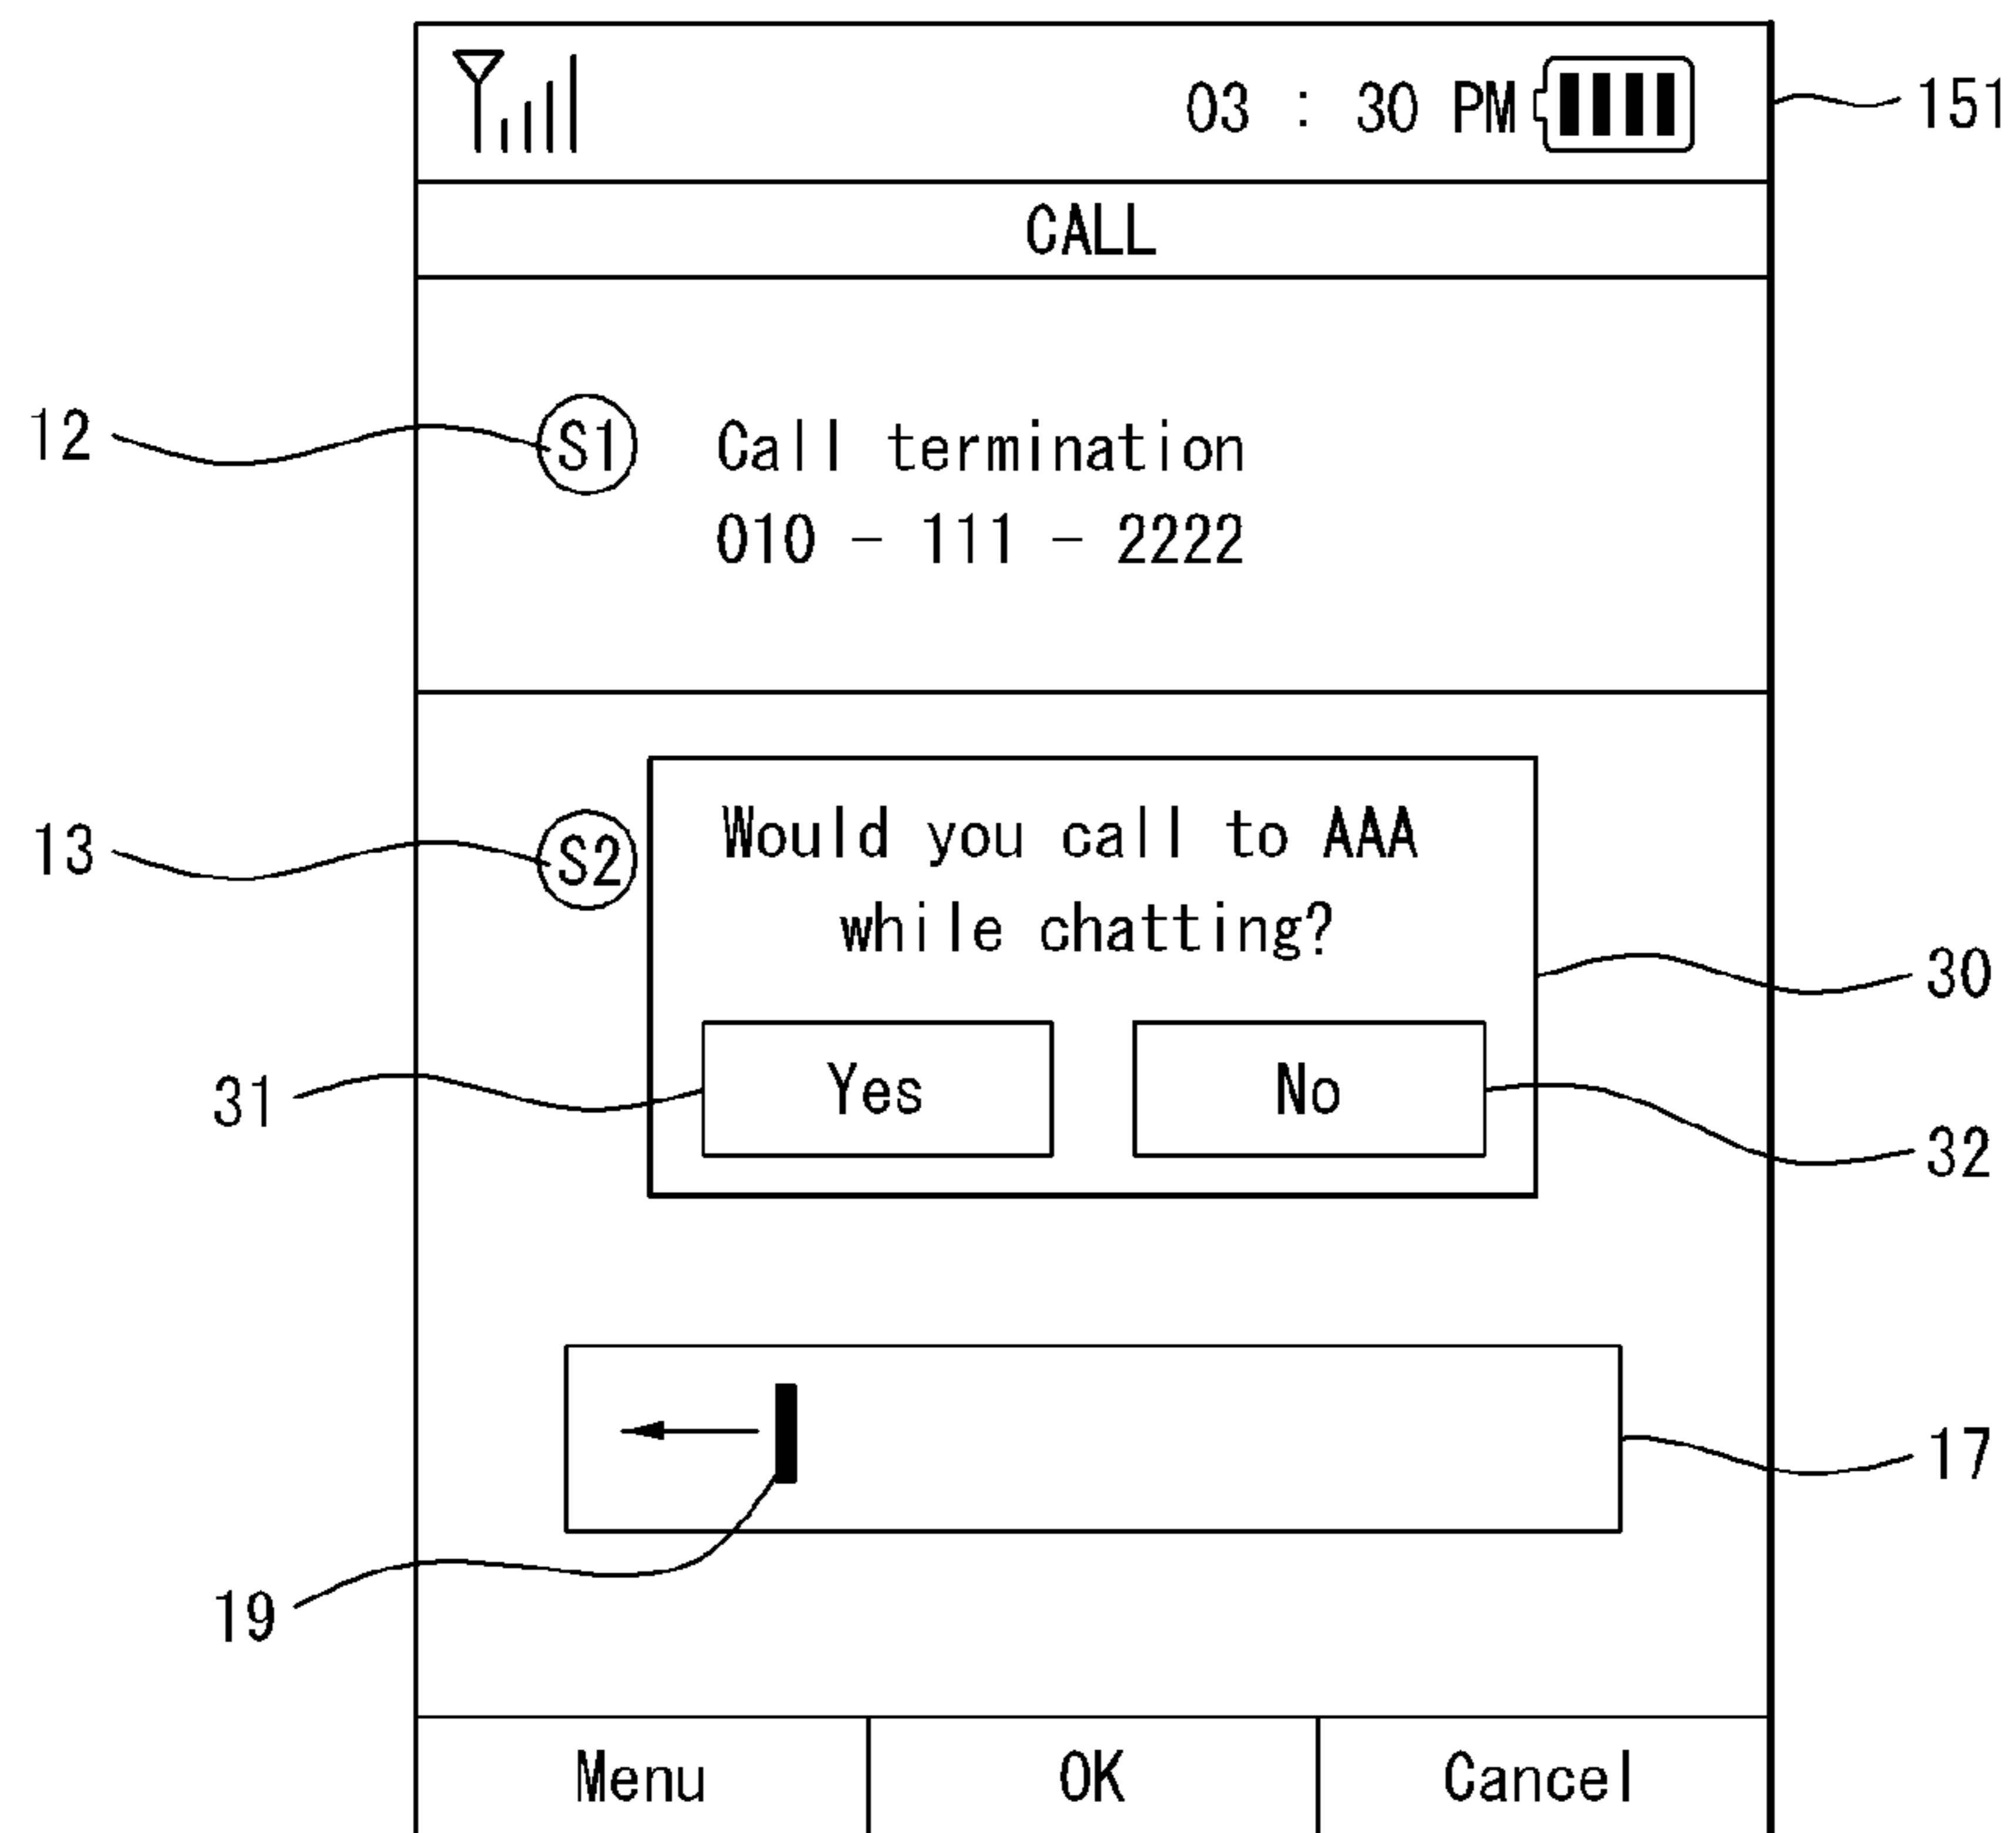 03 : 30 PM
151
CALL
12
S1
Call termination
010 - 111 - 2222
13
S2
Would you call to AAA
while chatting?
30
31
Yes
No
32
17
19
Menu
OK
Cancel